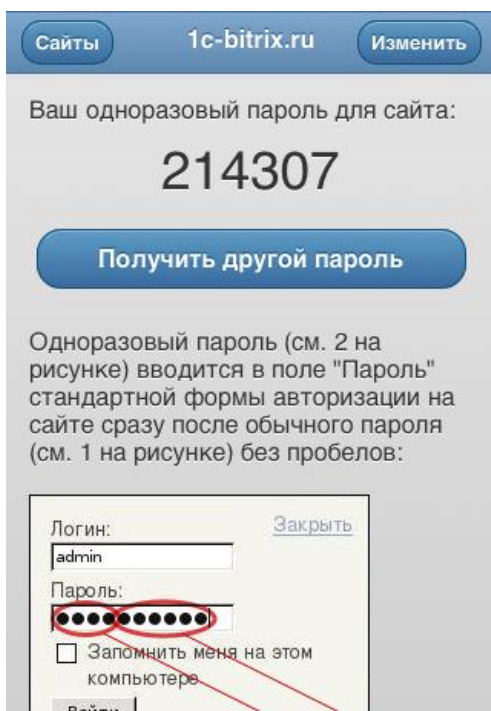 Сайты 1c-bitrix.ru Изменить
Ваш одноразовый пароль для сайта:
214307
Получить другой пароль
Одноразовый пароль (см. 2 на
рисунке) вводится в поле "Пароль"
стандартной формы авторизации на
сайте сразу после обычного пароля
(см. 1 на рисунке) без пробелов:
Логин: Закрыть
admin
Пароль:
Запомнить меня на этом
компьютере
Войти